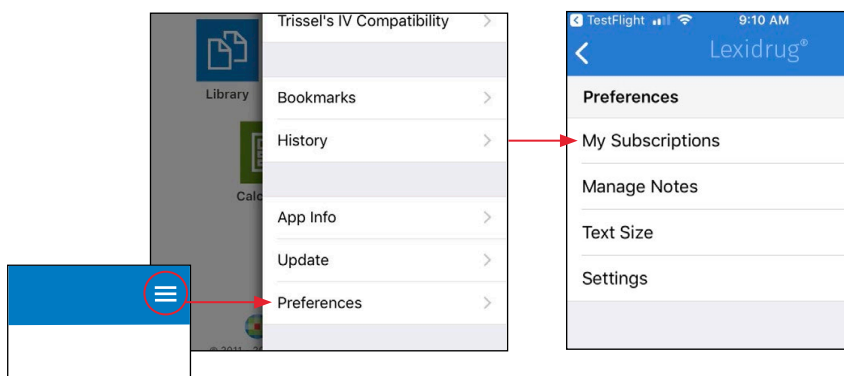 Trissel's IV Compatibility
Library
Bookmarks
History
Calc
App Info
Update
Preferences
© 2011
TestFlight
9:10 AM
Lexidrug®
Preferences
My Subscriptions
Manage Notes
Text Size
Settings